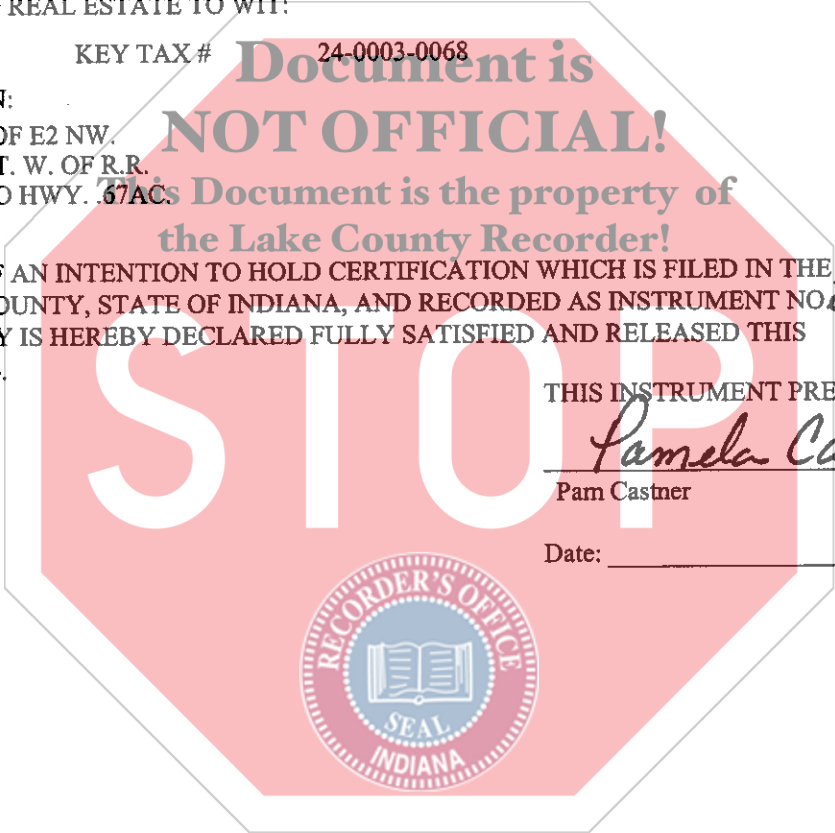 REAL ESTATE TO WIT:
KEY TAX # 24-0003-0068
Document is
N:
OF E2 NW.
NOT OFFICIAL!
T. W. OF R.R.
O HWY. .67AC.
This Document is the property of
the Lake County Recorder!
F AN INTENTION TO HOLD CERTIFICATION WHICH IS FILED IN THE
OUNTY, STATE OF INDIANA, AND RECORDED AS INSTRUMENT NO
Y IS HEREBY DECLARED FULLY SATISFIED AND RELEASED THIS
THIS INSTRUMENT PRE
STOP
Pamela Ca
Pam Castner
Date:
RECORDER'S OFFICE
SEAL
INDIANA